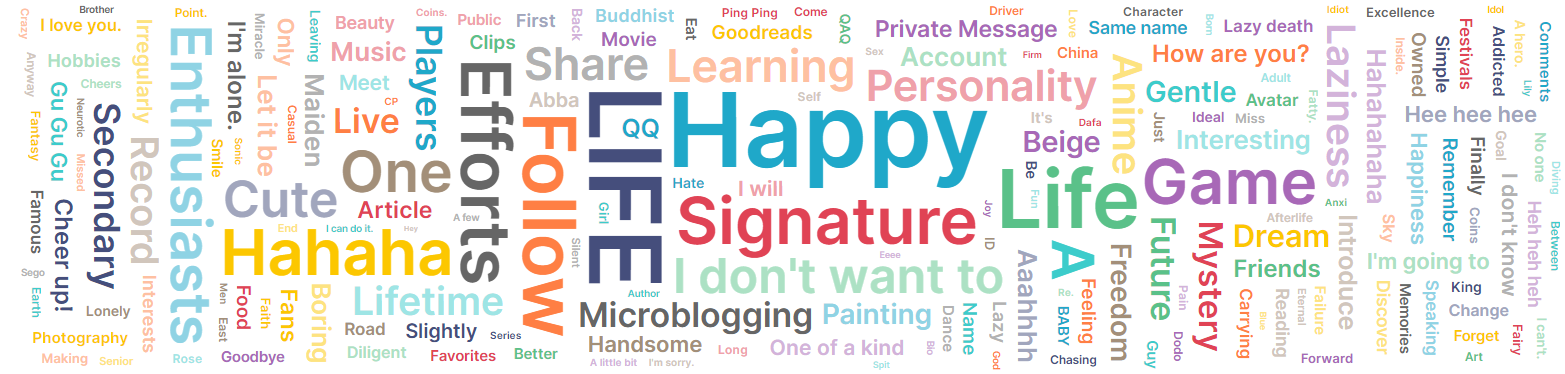 Crazy
Brother
I love you.
Hobbies
Anyway
Cheers
Gu Gu Gu
Neurotic
Missed
Fantasy
Secondary
Famous
Cheer up!
Sego
Earth
Lonely
Photography
Making
Senior
Irregularly
Record
Interests
Point.
Enthusiasts
Rose
I'm alone.
Miracle
Only
Leaving
Let it be
Casual
Maiden
Smile
Sonic
Beauty
Music
Meet
CP
Live
Coins.
Players
Public
Clips
First
Back
Efforts
Share
Abba
One
Cute
Article
A few
End
I can do it.
Hey
Hahaha
Lifetime
Men
East
Food
Faith
Fans
Boring
Road
Slightly
Series
Goodbye
Diligent
Favorites
Better
Follow
Silent
Buddhist
Movie
Eat
Ping Ping
Come
Goodreads
QAQ
Learning
Self
LIFE
QQ
Girl
Happy
Hate
I will
Signature
Joy
ID
Eeee
I don't want to
Author
Microblogging
Painting
Handsome
A little bit
I'm sorry.
Long
One of a kind
Spit
Bio
Dance
Name
Lazy
God
Private Message
Driver
Love
Sex
Account
Firm
China
Personality
It's
Dafa
Beige
Be
Fun
Life
A
Aaahhhh
Re.
BABY
Feeling
Chasing
Freedom
Anime
Character
Same name
Born
Lazy death
How are you?
Adult
Gentle
Avatar
Fatty.
Just
Ideal
Miss
Interesting
Game
Afterlife
Future
Pain
Dodo
Guy
Mystery
Dream
Friends
Carrying
Blue
Reading
Eternal
Failure
Forward
Idiot
Laziness
Anxi
Introduce
Excellence
Hahahahaha
Inside.
Owned
Simple
Festivals
Idol
Addicted
A hero.
Lily
Comments
Hee hee hee
Sky
Happiness
Remember
Finally
Coins
Goal
I don't know
No one
Heh heh heh
Diving
Between
I'm going to
Discover
Memories
Speaking
King
Change
Forget
Art
Fairy
I can't.